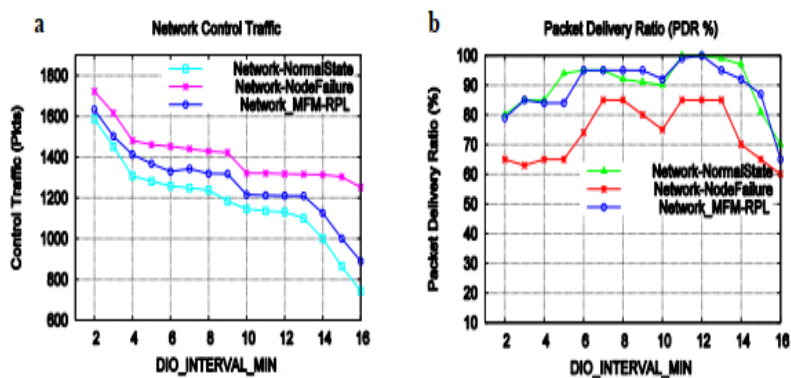 a
Network Control Traffic
Control Traffic (Pkts)
1800
1600
1400
1200
1000
800
600
Network-NormalState
Network-NodeFailure
Network_MFM-RPL
2 4 6 8 10 12 14 16
DIO_INTERVAL_MIN
b
Packet Delivery Ratio (PDR %)
Packet Delivery Ratio (%)
100
90
80
70
60
50
40
30
20
10
Network-NormalState
Network-NodeFailure
Network_MFM-RPL
2 4 6 8 10 12 14 16
DIO_INTERVAL_MIN